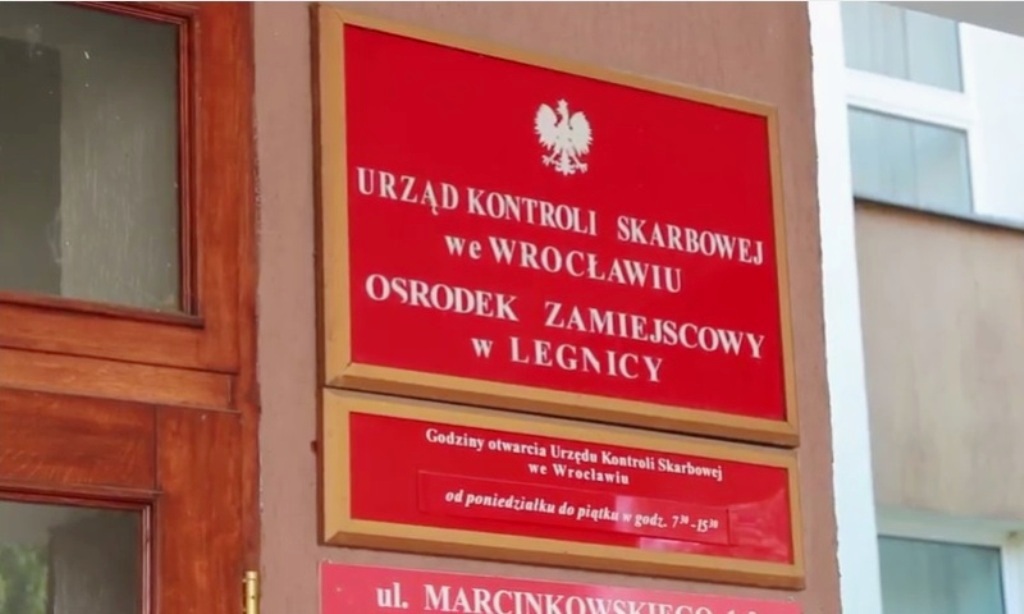 URZĄD KONTROLI SKARBOWEJ
we WROCŁAWIU
OŚRODEK ZAMIEJSCOWY
w LEGNICY
Godziny otwarcia Urzędu Kontroli Skarbowej
we Wrocławiu
od poniedziałku do piątku w godz. 7³⁰-15³⁰
ul. MARCINKOWSKIEGO